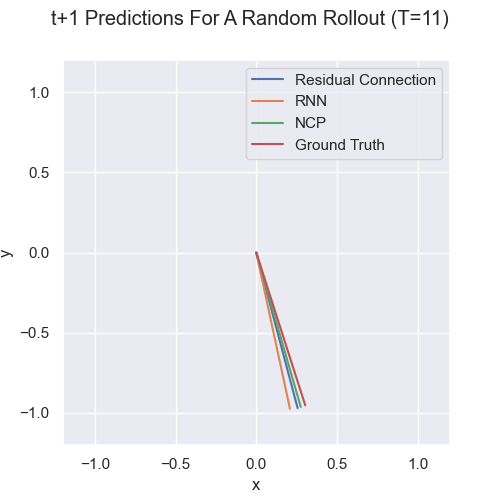 t+1 Predictions For A Random Rollout (T=11)
Residual Connection
RNN
NCP
Ground Truth
1.0
0.5
0.0
−0.5
−1.0
y
−1.0 −0.5 0.0 0.5 1.0
x